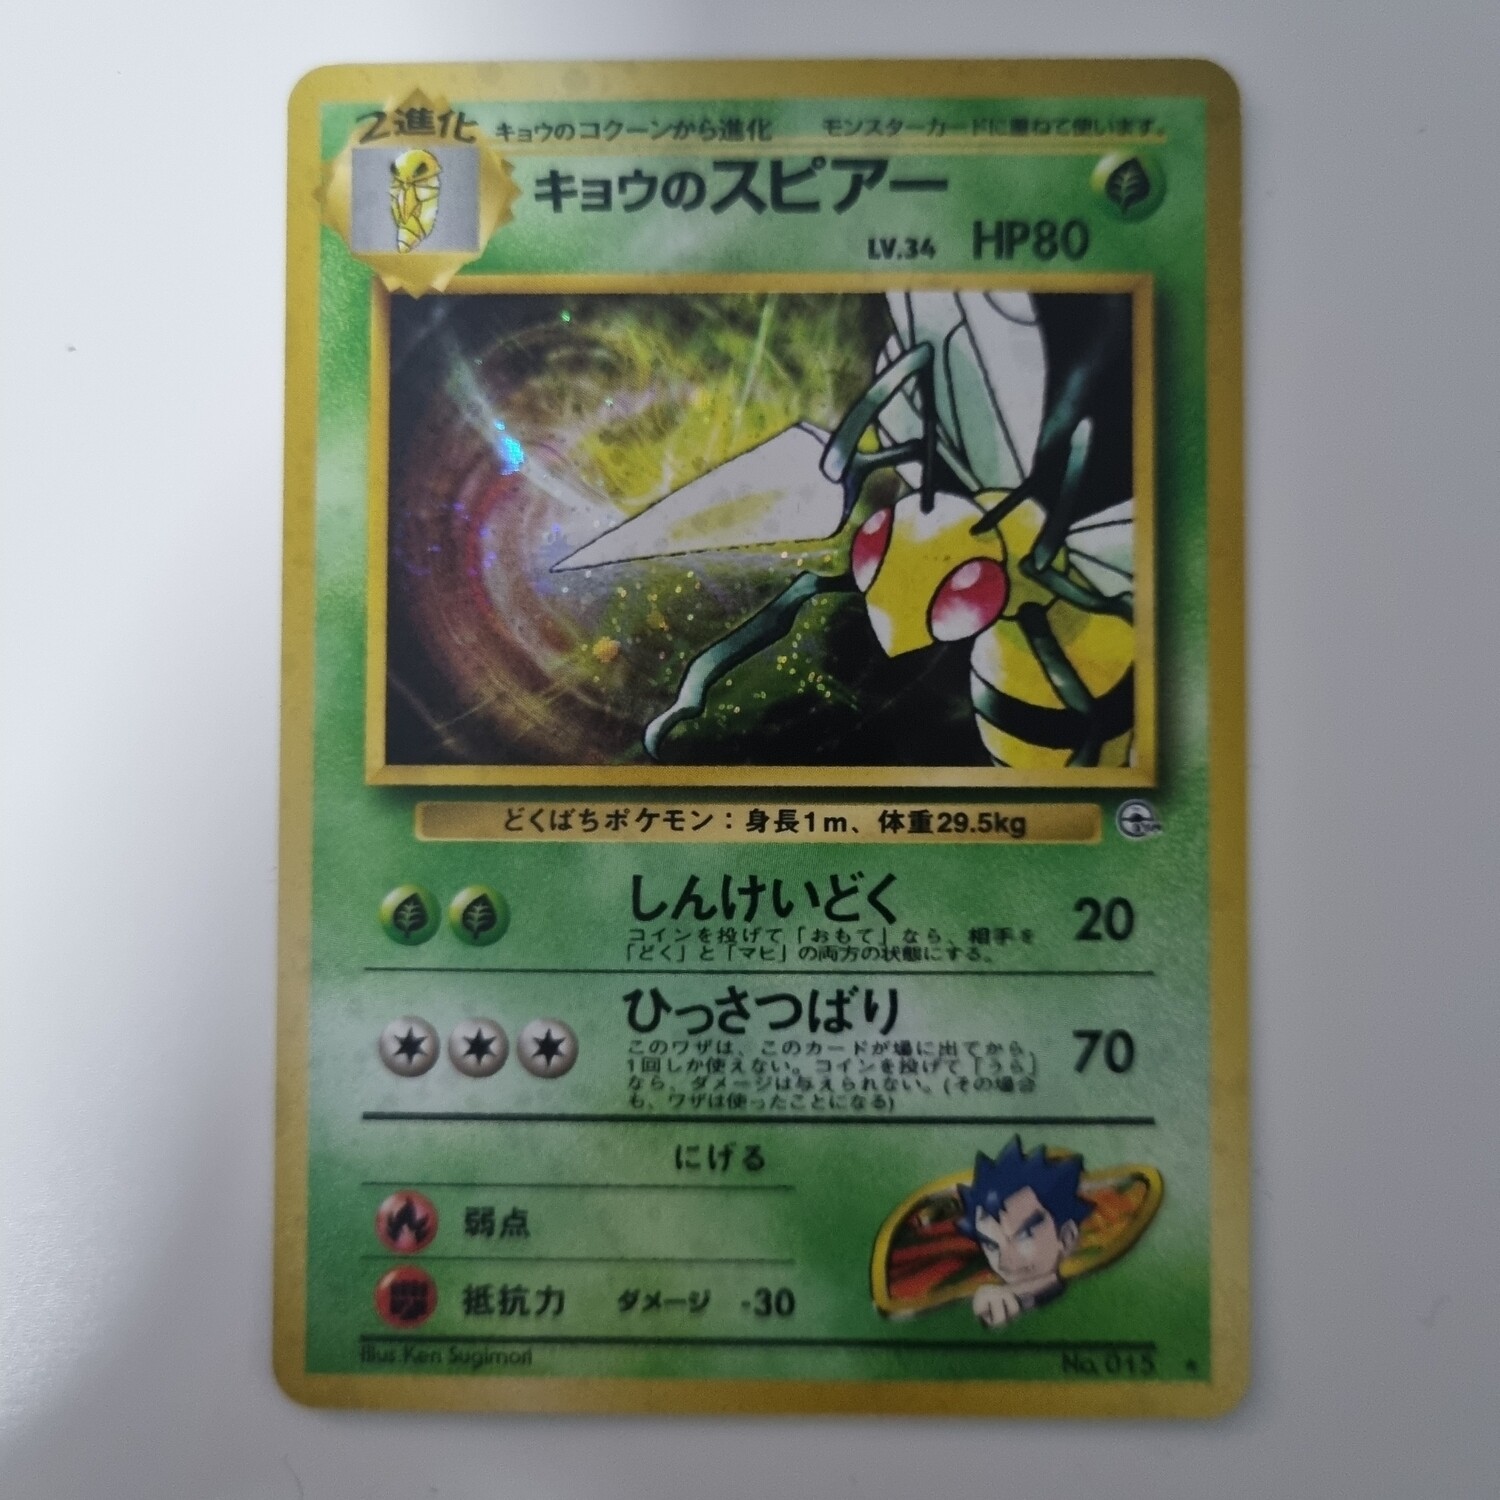 2進化 キョウのコクーンから進化 モンスターカードに重ねて使います。
キョウのスピアー
LV.34 HP80
どくばちポケモン：身長1m、体重29.5kg
しんけいどく 20
コインを投げて「おもて」なら、相手を
「どく」と「マヒ」の両方の状態にする。
ひっさつばり 70
このワザは、このカードが場に出てから
1回しか使えない。コインを投げて「うら」
なら、ダメージは与えられない。(その場合
も、ワザは使ったことになる)
にげる
弱点
抵抗力 ダメージ -30
Illus.Ken Sugimori No. 015